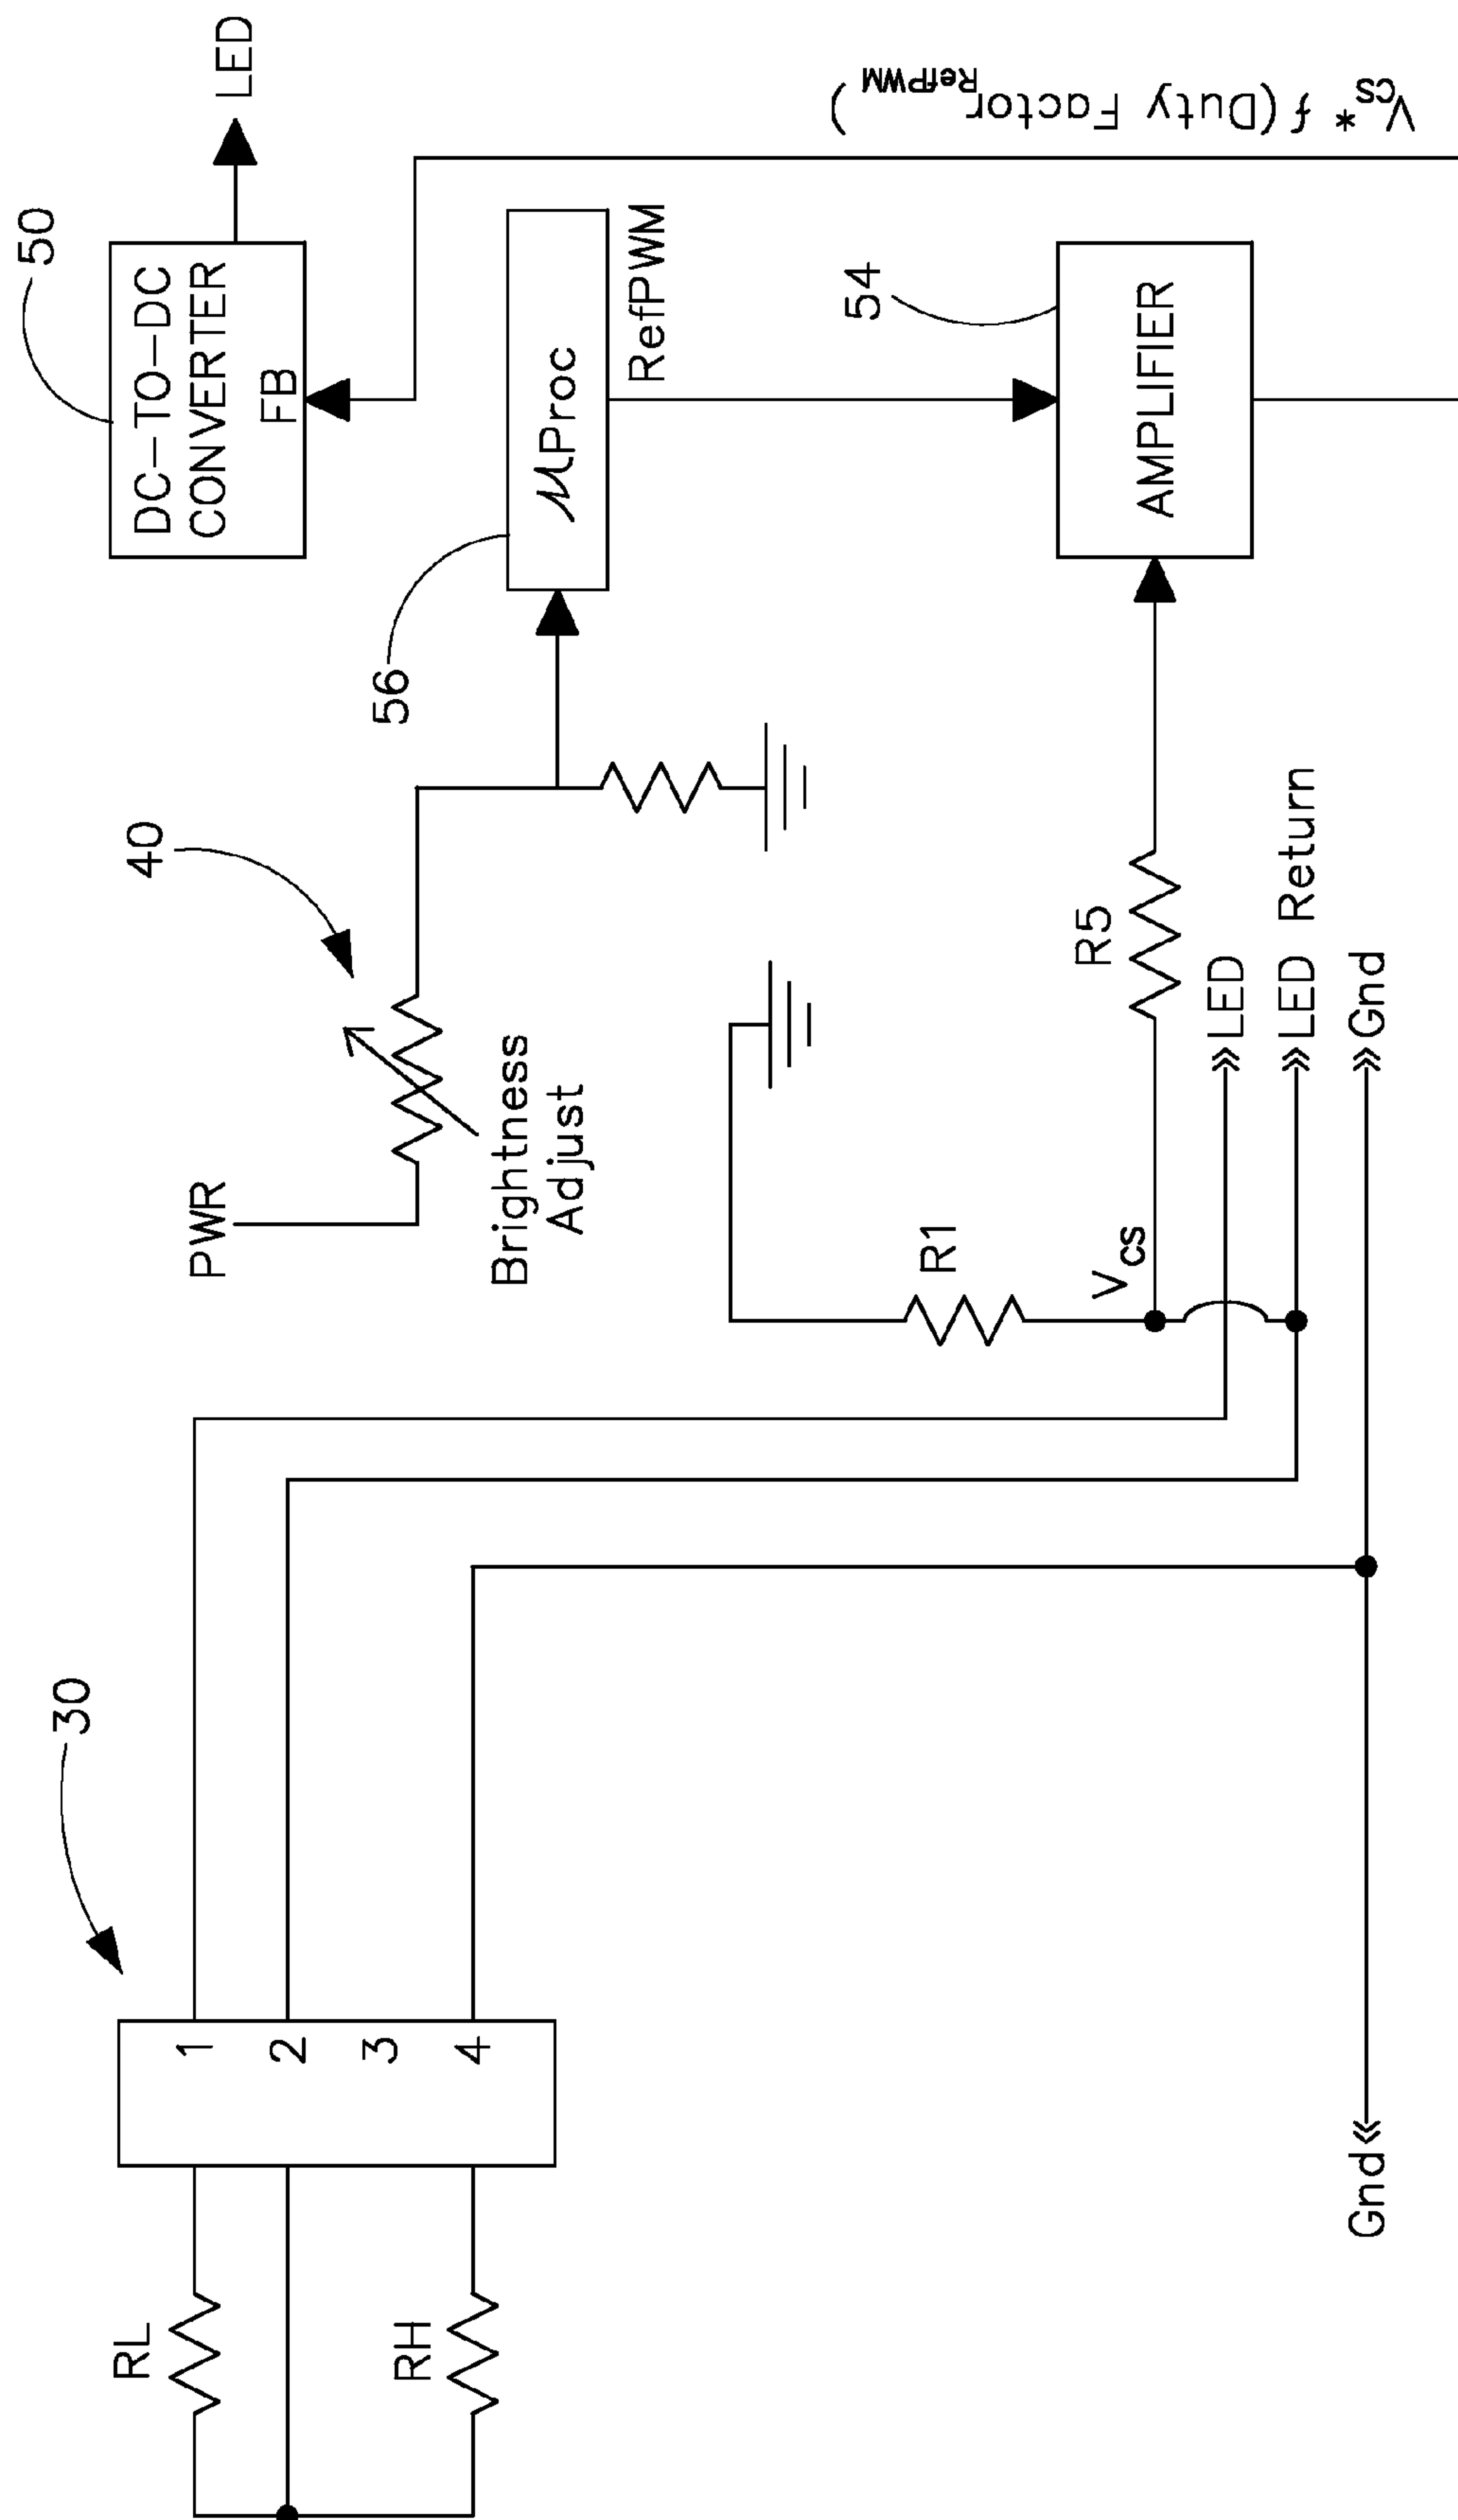 30
RL
RH
1
2
3
4
Gnd
PWR
40
Brightness
Adjust
56
μProc
RefPWM
50
DC-TO-DC
CONVERTER
FB
LED
R1
Vcs
R5
54
AMPLIFIER
LED
LED Return
Gnd
Vcs* f(Duty FactorRefPWM)